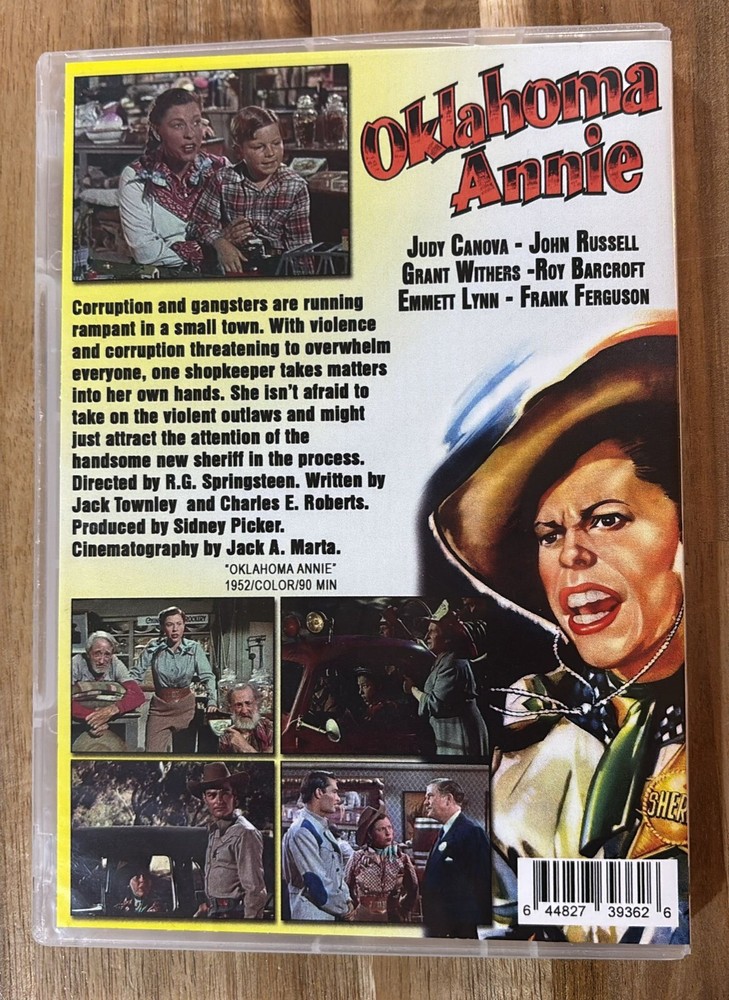 Oklahoma
Annie
JUDY CANOVA - JOHN RUSSELL
GRANT WITHERS -ROY BARCROFT
EMMETT LYNN - FRANK FERGUSON
Corruption and gangsters are running
rampant in a small town. With violence
and corruption threatening to overwhelm
everyone, one shopkeeper takes matters
into her own hands. She isn't afraid to
take on the violent outlaws and might
just attract the attention of the
handsome new sheriff in the process.
Directed by R.G. Springsteen. Written by
Jack Townley and Charles E. Roberts.
Produced by Sidney Picker.
Cinematography by Jack A. Marta.
"OKLAHOMA ANNIE"
1952/COLOR/90 MIN
SHER
6 44827 39362 6